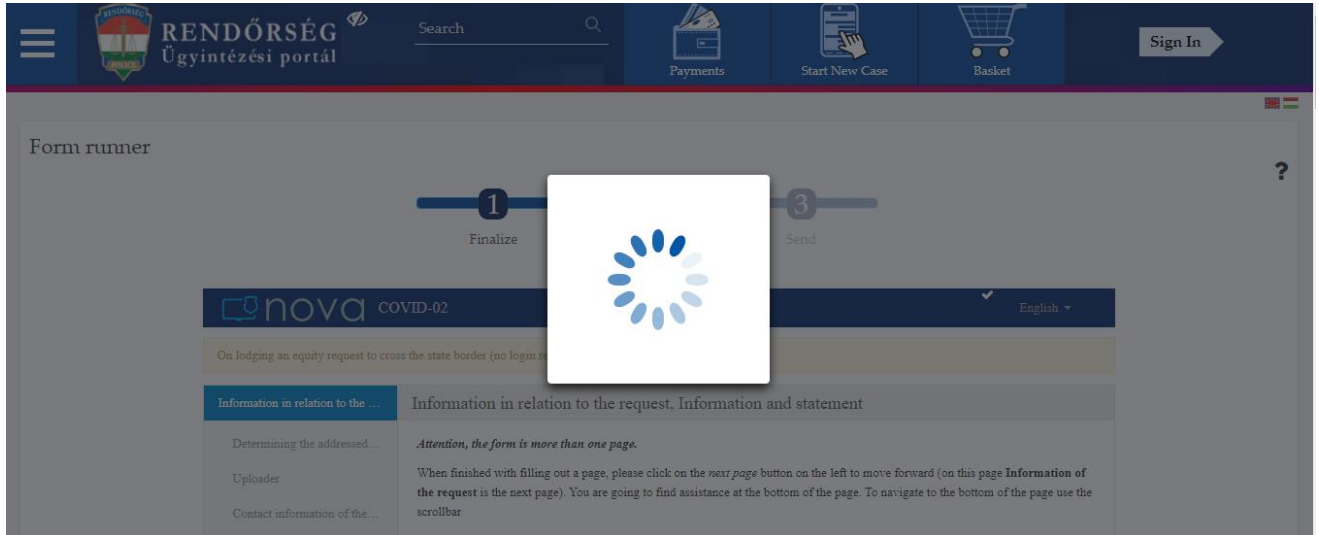 RENDŐRSÉG
Ügyintézési portál
RENDŐRSÉG
POLICE
Search
Payments
Start New Case
Basket
Sign In
Form runner
?
1
3
Finalize
Send
nova COVID-02
English
On lodging an equity request to cross the state border (no login
Information in relation to the ...
Information in relation to the request, Information and statement
Determining the addressed...
Attention, the form is more than one page.
Uploader
When finished with filling out a page, please click on the next page button on the left to move forward (on this page Information of
the request is the next page). You are going to find assistance at the bottom of the page. To navigate to the bottom of the page use the
Contact information of the...
scrollbar